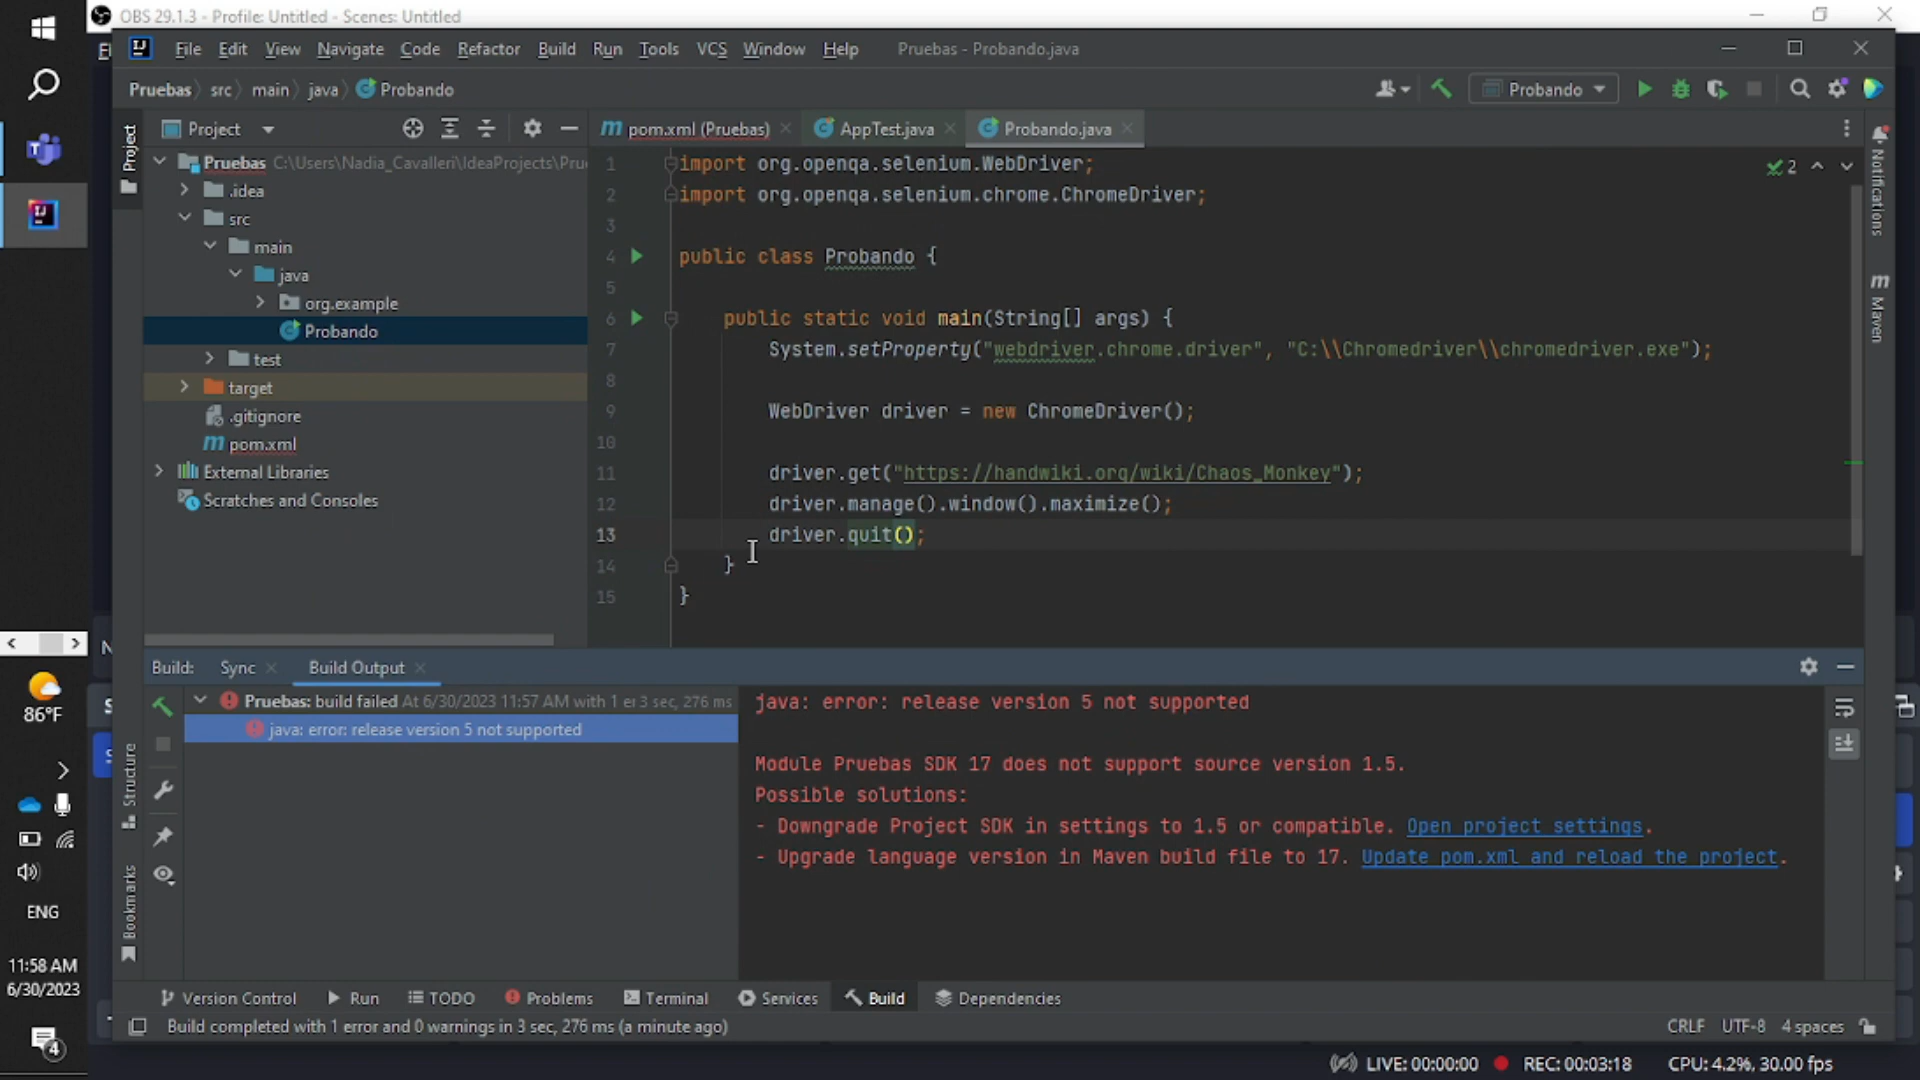 OBS 29.1.3 - Profile: Untitled - Scenes: Untitled
File Edit View Navigate Code Refactor Build Run Tools VCS Window Help Pruebas - Probando.java
Pruebas src main java Probando
Probando
Project
Project
pom.xml (Pruebas)
AppTest.java
Probando.java
Pruebas C:\Users\Nadia_Cavalleri\IdeaProjects\Pru
.idea
src
main
java
org.example
Probando
test
target
.gitignore
pom.xml
External Libraries
Scratches and Consoles
1 import org.openqa.selenium.WebDriver;
2 import org.openqa.selenium.chrome.ChromeDriver;
3
4 public class Probando {
5
6 public static void main(String[] args) {
7 System.setProperty("webdriver.chrome.driver", "C:\\Chromedriver\\chromedriver.exe");
8
9 WebDriver driver = new ChromeDriver();
10
11 driver.get("https://handwiki.org/wiki/Chaos_Monkey");
12 driver.manage().window().maximize();
13 driver.quit();
14 }
15 }
2
Notifications
Maven
Build: Sync Build Output
Pruebas: build failed At 6/30/2023 11:57 AM with 1 er 3 sec, 276 ms
java: error: release version 5 not supported
java: error: release version 5 not supported
Module Pruebas SDK 17 does not support source version 1.5.
Possible solutions:
- Downgrade Project SDK in settings to 1.5 or compatible. Open project settings.
- Upgrade language version in Maven build file to 17. Update pom.xml and reload the project.
Structure
Bookmarks
Version Control Run TODO Problems Terminal Services Build Dependencies
Build completed with 1 error and 0 warnings in 3 sec, 276 ms (a minute ago)
CRLF UTF-8 4 spaces
86°F
ENG
11:58 AM
6/30/2023
4
LIVE: 00:00:00 REC: 00:03:18 CPU: 4.2%, 30.00 fps